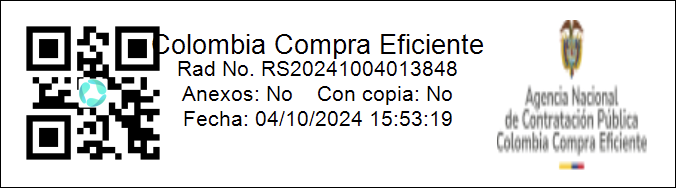 Colombia Compra Eficiente
Rad No. RS20241004013848
Anexos: No Con copia: No
Fecha: 04/10/2024 15:53:19
Agencia Nacional
de Contratación Pública
Colombia Compra Eficiente